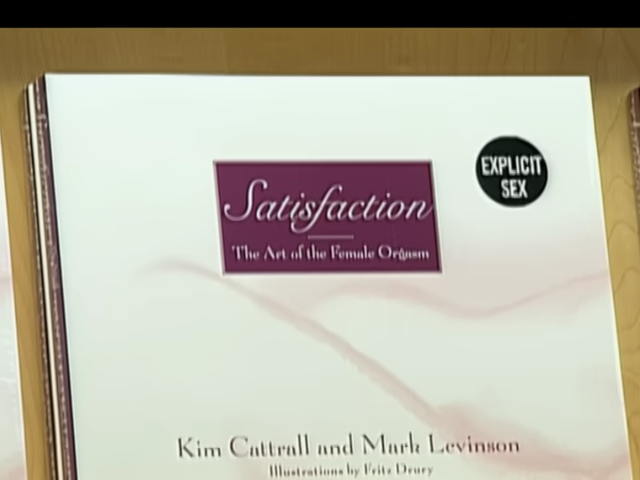 EXPLICIT
SEX
Satisfaction
The Art of the Female Orgasm
Kim Cattrall and Mark Levinson
Illustrations by Fritz Drury